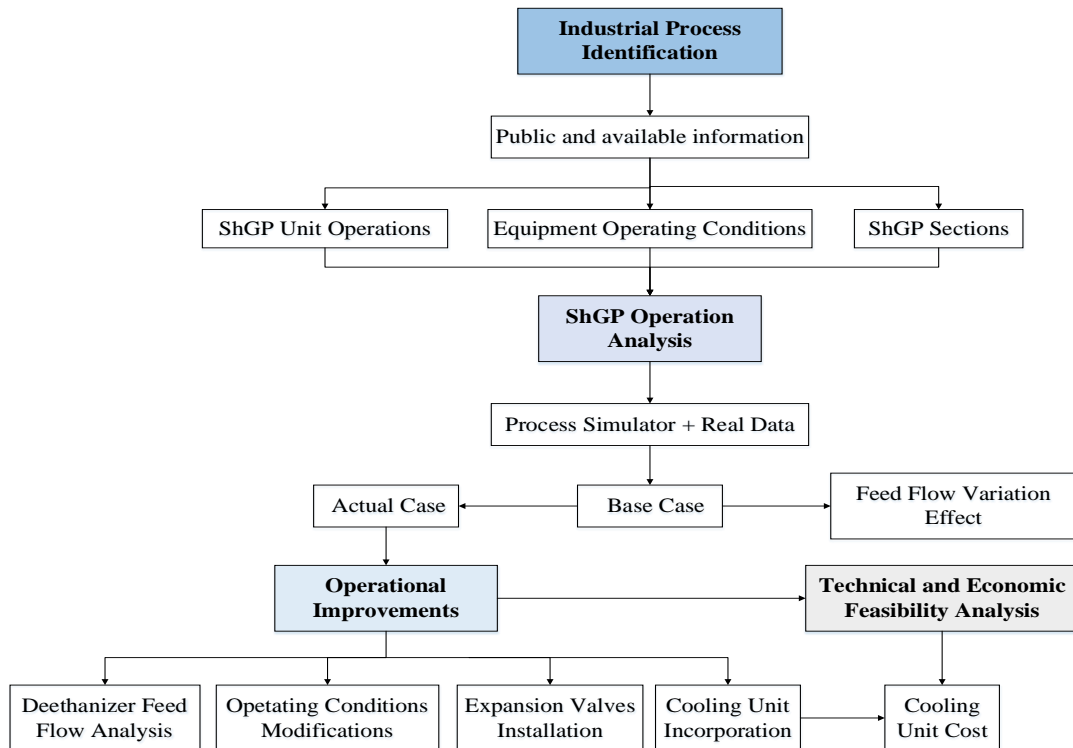 Industrial Process
Identification
Public and available information
ShGP Unit Operations
Equipment Operating Conditions
ShGP Sections
ShGP Operation
Analysis
Process Simulator + Real Data
Actual Case
Base Case
Feed Flow Variation
Effect
Operational
Improvements
Technical and Economic
Feasibility Analysis
Deethanizer Feed
Flow Analysis
Opetating Conditions
Modifications
Expansion Valves
Installation
Cooling Unit
Incorporation
Cooling
Unit Cost